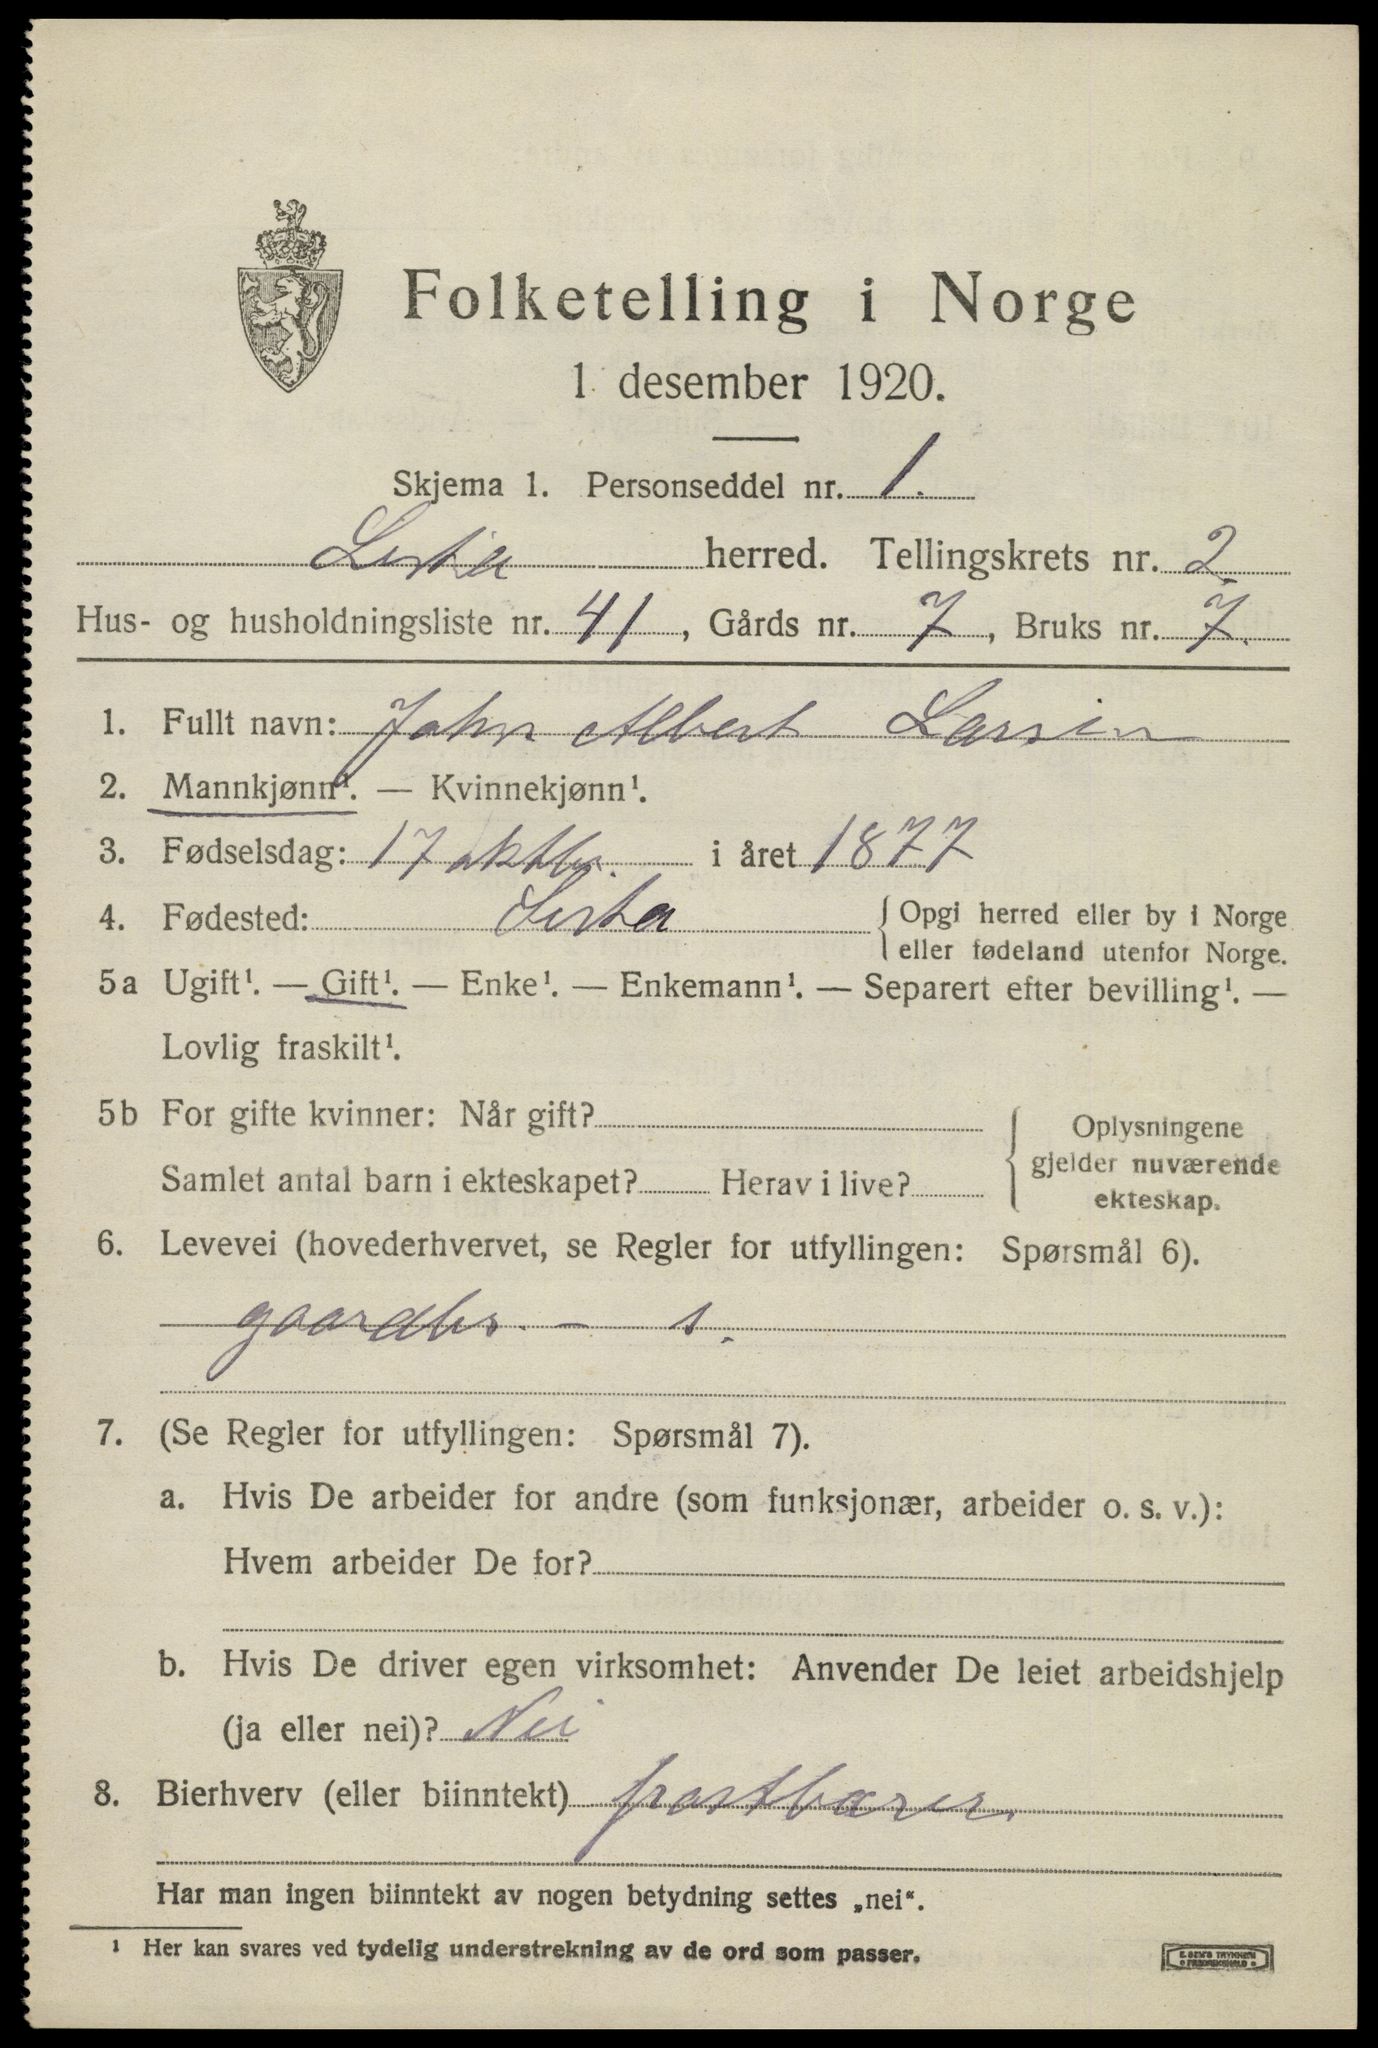 Folketelling i Norge
1 desember 1920.
Skjema 1. Personseddel nr. 1.
Lista herred. Tellingskrets nr. 2.
Hus- og husholdningsliste nr. 41, Gårds nr. 7, Bruks nr. 7.
1. Fullt navn: John Albert Larsen
2. Mannkjønn¹. — Kvinnekjønn¹.
3. Fødselsdag: 17 oktbr. i året 1877
4. Fødested: Lista { Opgi herred eller by i Norge
eller fødeland utenfor Norge.
5a Ugift¹. — Gift¹. — Enke¹. — Enkemann¹. — Separert efter bevilling¹. —
Lovlig fraskilt¹.
5b For gifte kvinner: Når gift? { Oplysningene
gjelder nuværende
ekteskap.
Samlet antal barn i ekteskapet? Herav i live?
6. Levevei (hovederhvervet, se Regler for utfyllingen: Spørsmål 6).
gaardbr. – s.
7. (Se Regler for utfyllingen: Spørsmål 7).
a. Hvis De arbeider for andre (som funksjonær, arbeider o. s. v.):
Hvem arbeider De for?
b. Hvis De driver egen virksomhet: Anvender De leiet arbeidshjelp
(ja eller nei)? Nei
8. Bierhverv (eller biinntekt) postbærer.
Har man ingen biinntekt av nogen betydning settes „nei“.
¹ Her kan svares ved tydelig understrekning av de ord som passer.
E. SEM'S TRYKKERI
FREDRIKSHALD